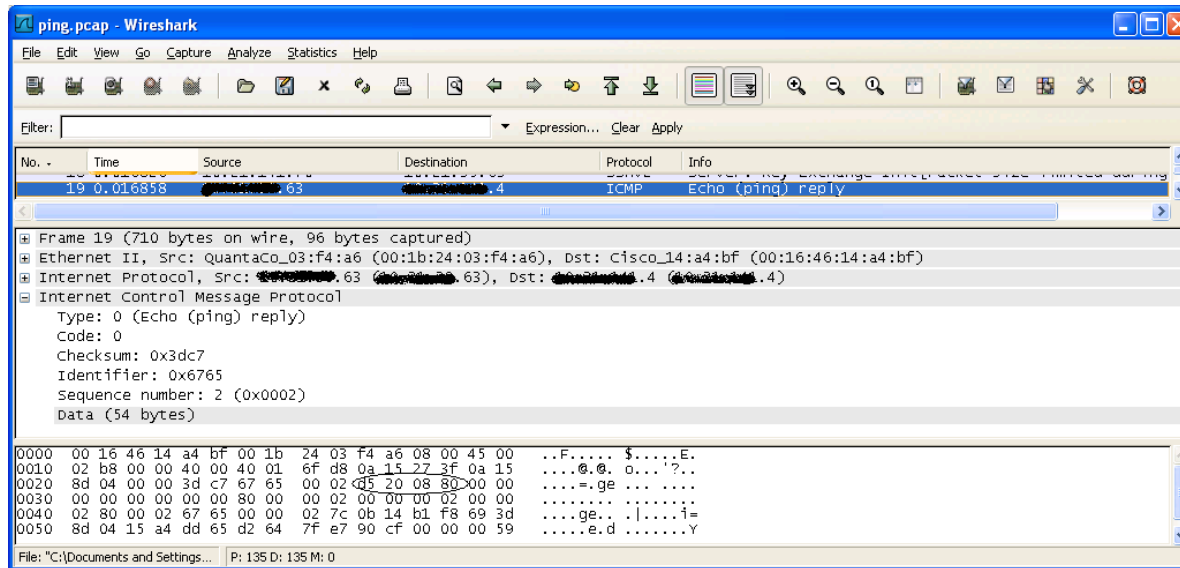 ping.pcap - Wireshark
File Edit View Go Capture Analyze Statistics Help
Filter: Expression... Clear Apply
No. - Time Source Destination Protocol Info
19 0.016858 .63 .4 ICMP Echo (ping) reply
Frame 19 (710 bytes on wire, 96 bytes captured)
Ethernet II, Src: QuantaCo_03:f4:a6 (00:1b:24:03:f4:a6), Dst: Cisco_14:a4:bf (00:16:46:14:a4:bf)
Internet Protocol, Src: .63 ( .63), Dst: .4 ( .4)
Internet Control Message Protocol
Type: 0 (Echo (ping) reply)
Code: 0
Checksum: 0x3dc7
Identifier: 0x6765
Sequence number: 2 (0x0002)
Data (54 bytes)
0000 00 16 46 14 a4 bf 00 1b 24 03 f4 a6 08 00 45 00 ..F..... $.....E.
0010 02 b8 00 00 40 00 40 01 6f d8 0a 15 27 3f 0a 15 ....@.@. o...'?..
0020 8d 04 00 00 3d c7 67 65 00 02 d5 20 08 80 00 00 ....=.ge ... ....
0030 00 00 00 00 00 00 80 00 00 02 00 00 00 02 00 00 ........ ........
0040 02 80 00 02 67 65 00 00 02 7c 0b 14 b1 f8 69 3d ....ge.. .|....i=
0050 8d 04 15 a4 dd 65 d2 64 7f e7 90 cf 00 00 00 59 .....e.d .......Y
File: "C:\Documents and Settings... P: 135 D: 135 M: 0